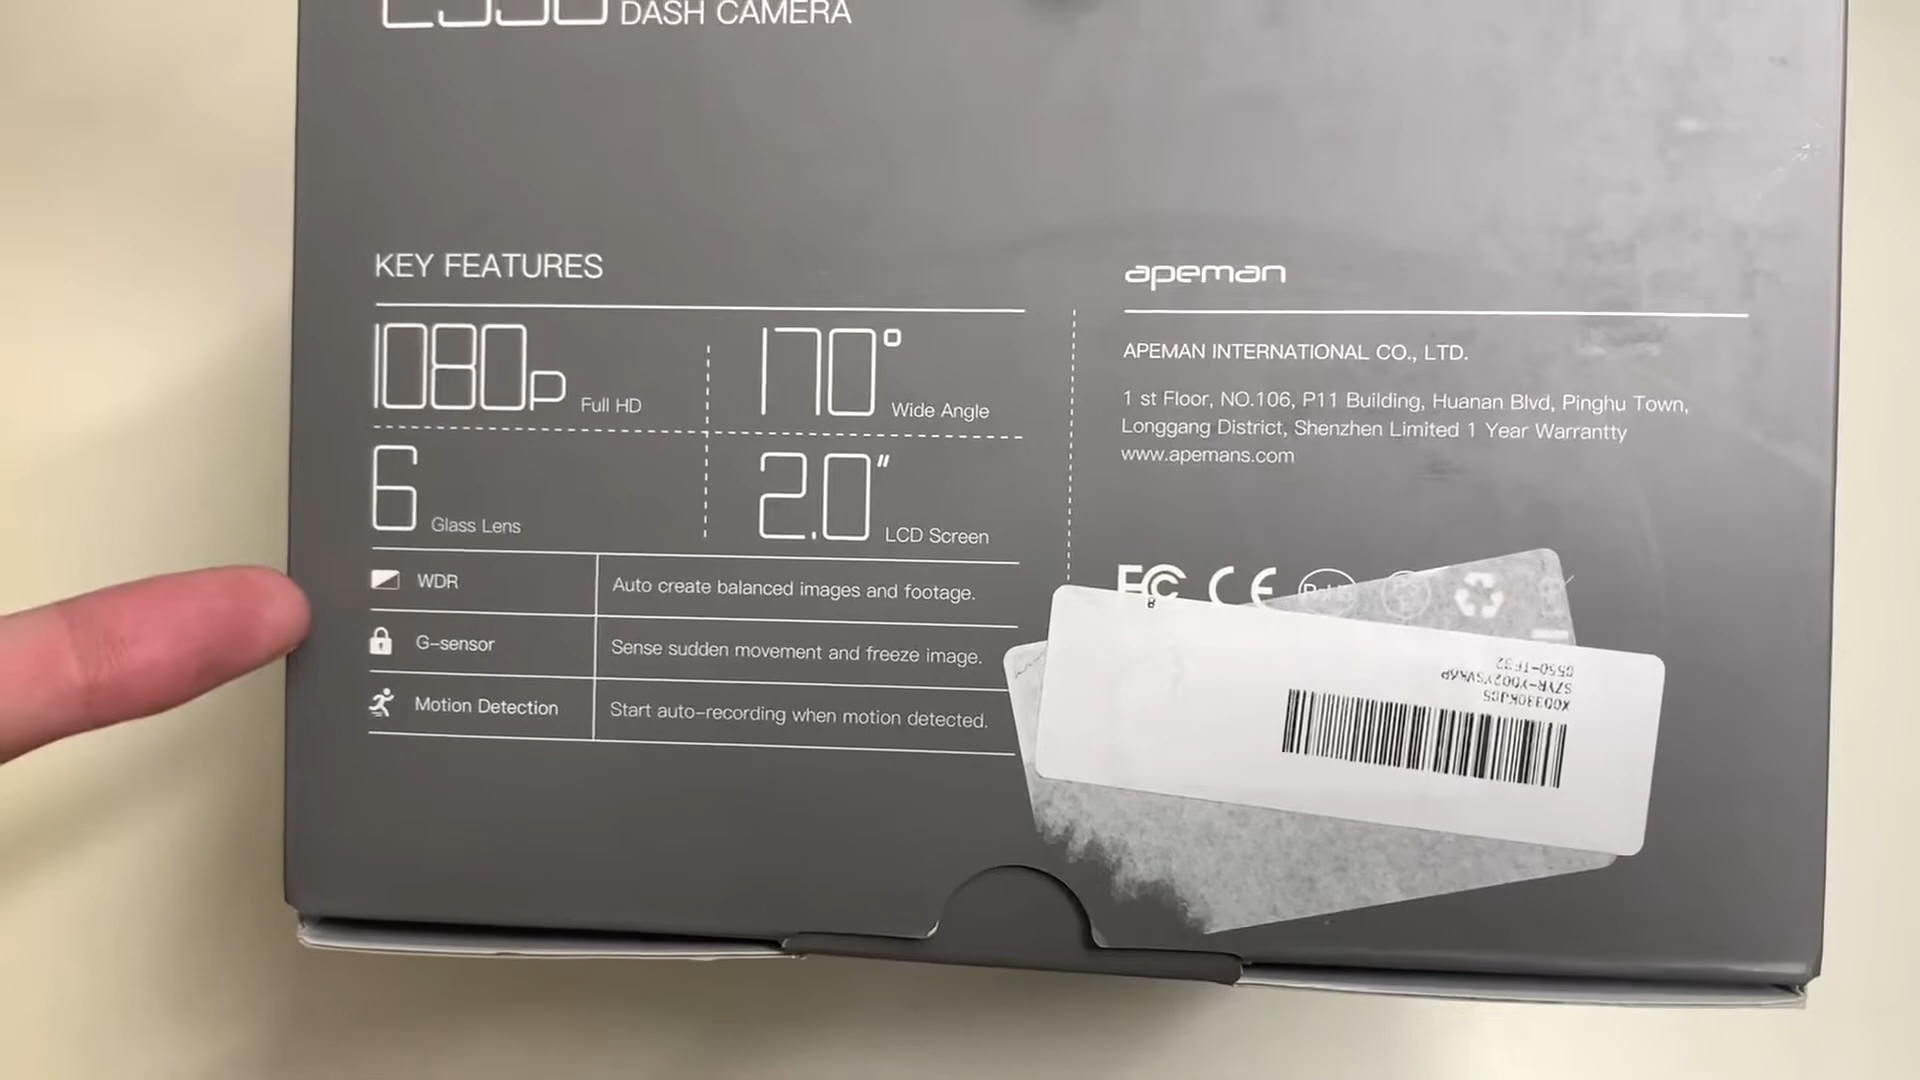 DASH CAMERA
KEY FEATURES
1080P Full HD
170° Wide Angle
6 Glass Lens
2.0" LCD Screen
WDR Auto create balanced images and footage.
G-sensor Sense sudden movement and freeze image.
Motion Detection Start auto-recording when motion detected.
apeman
APEMAN INTERNATIONAL CO., LTD.
1 st Floor, NO.106, P11 Building, Huanan Blvd, Pinghu Town,
Longgang District, Shenzhen Limited 1 Year Warrantty
www.apemans.com
FC CE RoHS